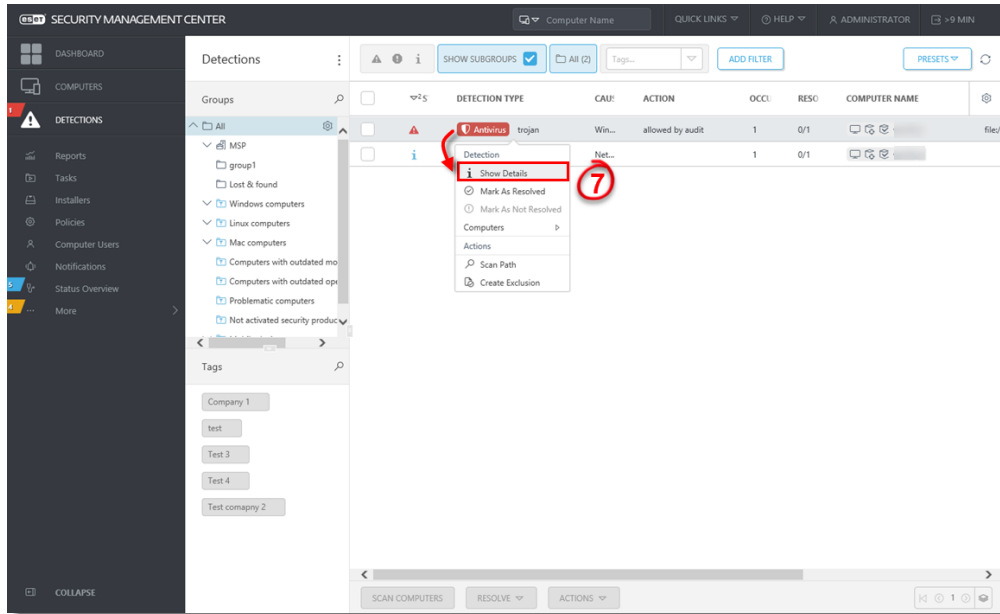 eset SECURITY MANAGEMENT CENTER
Computer Name
QUICK LINKS
HELP
ADMINISTRATOR
>9 MIN
DASHBOARD
COMPUTERS
1
DETECTIONS
Reports
Tasks
Installers
Policies
Computer Users
Notifications
5
Status Overview
4
More
COLLAPSE
Detections
SHOW SUBGROUPS
All (2)
Tags...
ADD FILTER
PRESETS
Groups
All
MSP
group1
Lost & found
Windows computers
Linux computers
Mac computers
Computers with outdated mo
Computers with outdated ope
Problematic computers
Not activated security produc
Tags
Company 1
test
Test 3
Test 4
Test comapny 2
DETECTION TYPE CAU: ACTION OCCU RESO COMPUTER NAME
Antivirus trojan Win... allowed by audit 1 0/1 file:/
Net... 1 0/1
Detection
Show Details
7
Mark As Resolved
Mark As Not Resolved
Computers
Actions
Scan Path
Create Exclusion
SCAN COMPUTERS
RESOLVE
ACTIONS
1